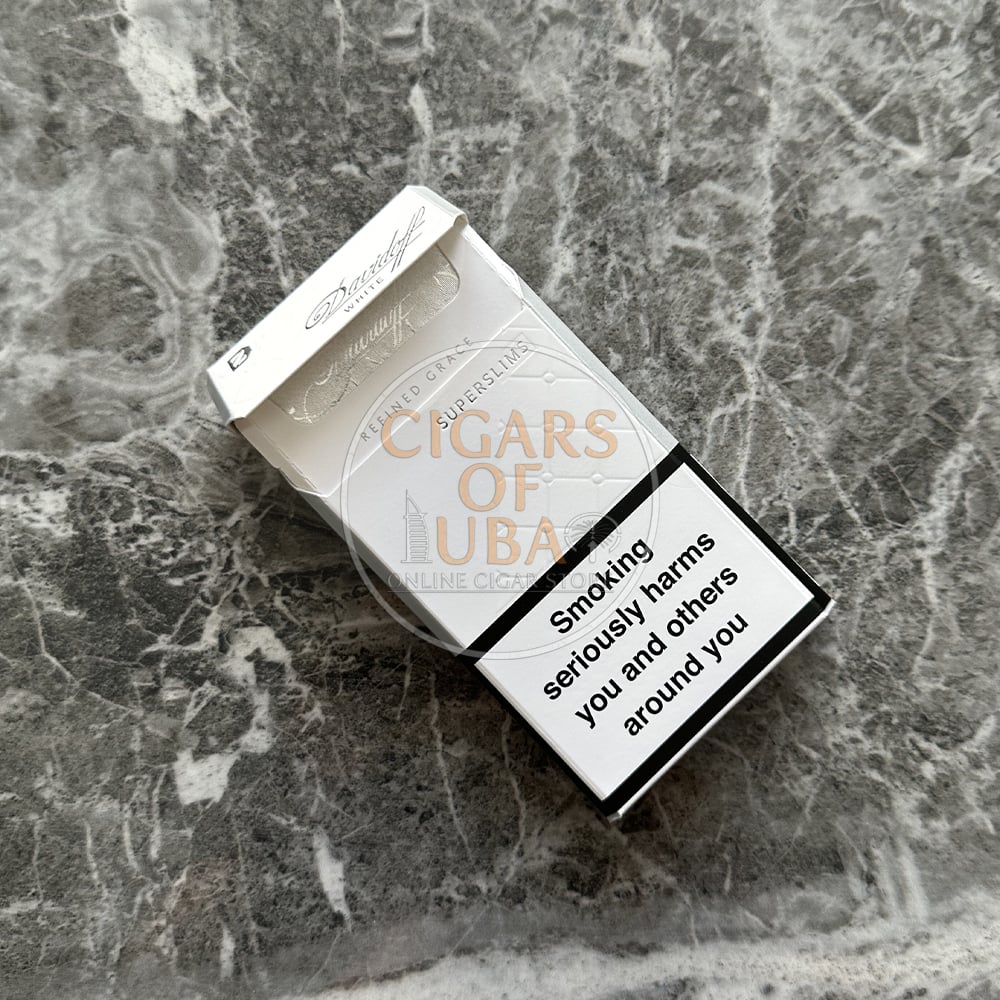 Davidoff
WHITE
REFINED GRACE
SUPERSLIMS
CIGARS
OF
UBA
ONLINE CIGAR STORE
Smoking
seriously harms
you and others
around you